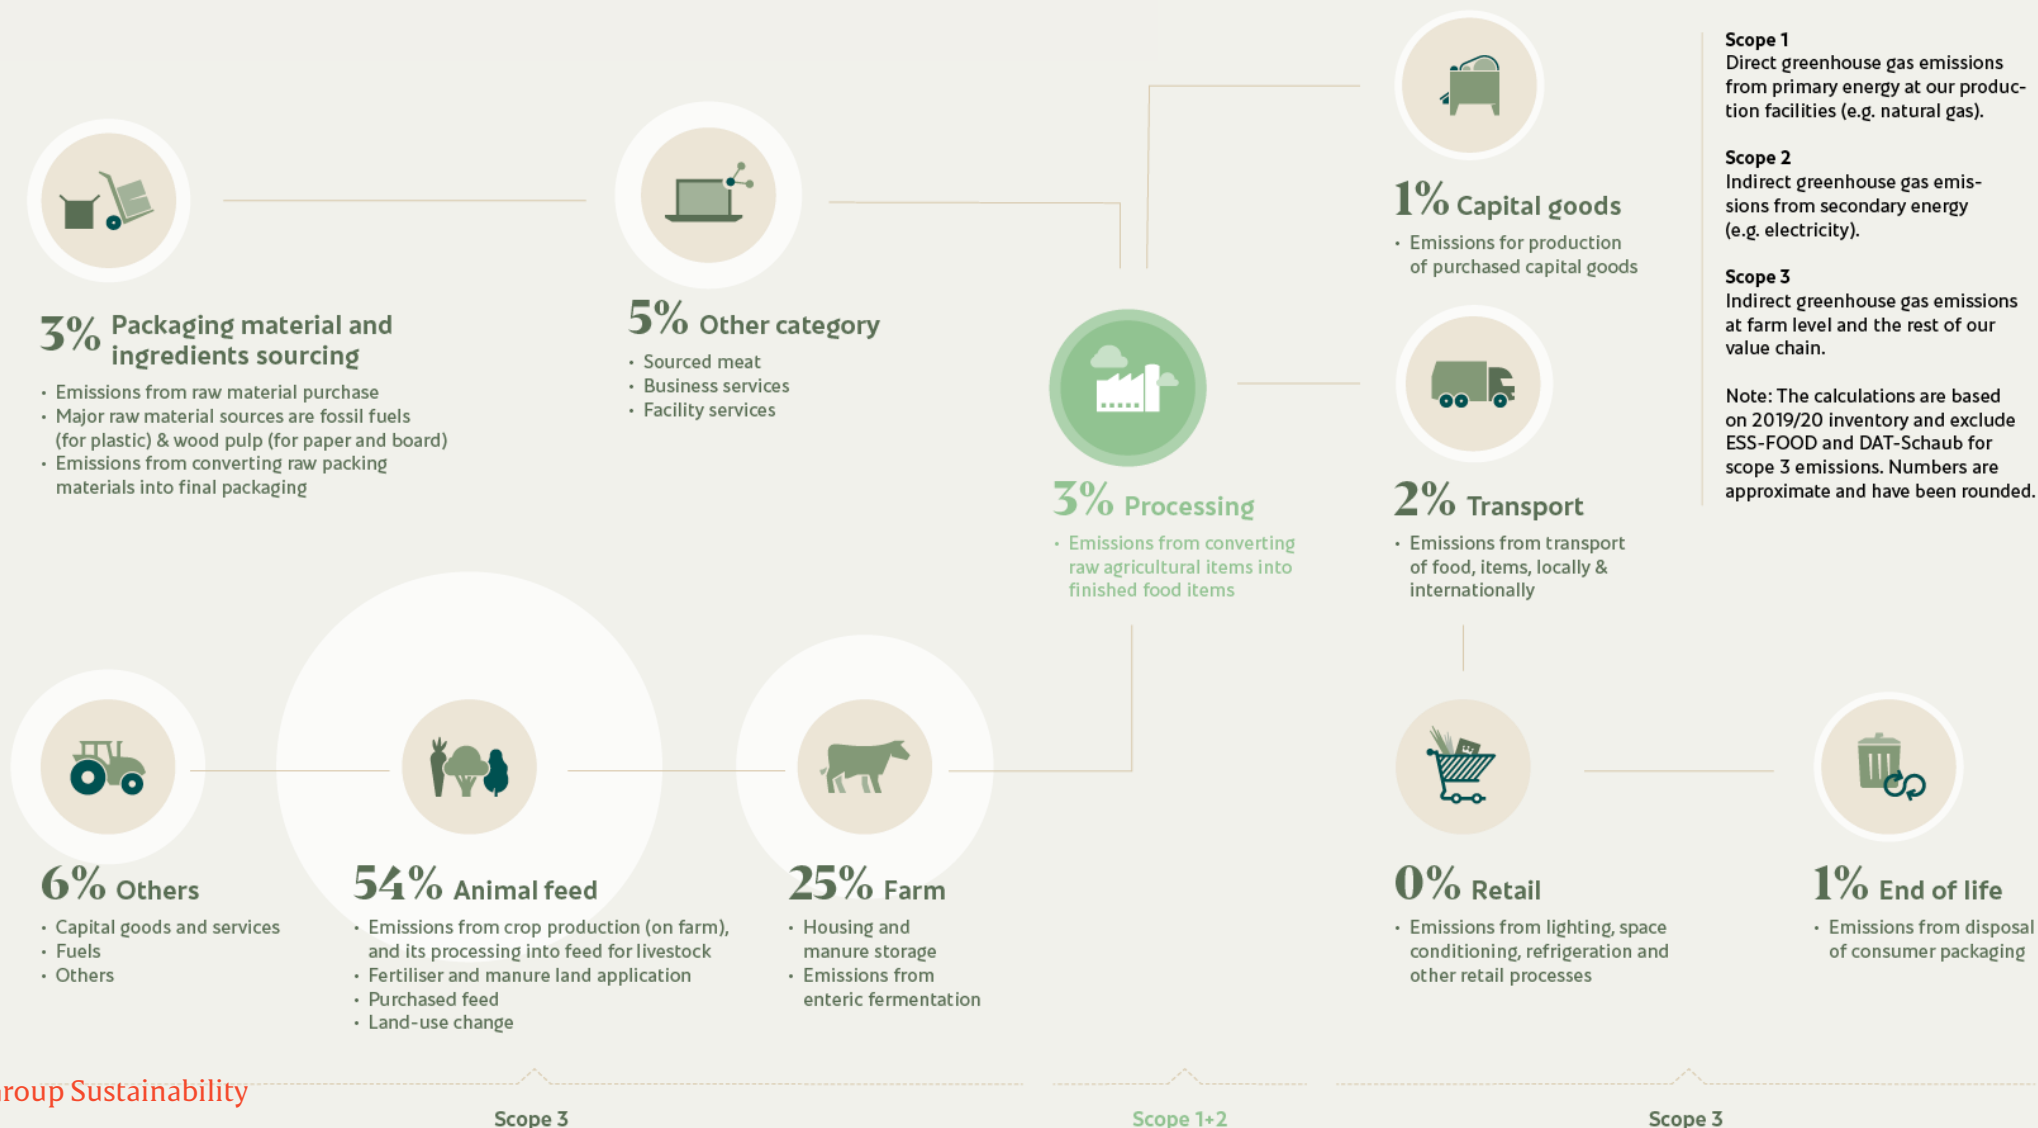 3% Packaging material and
ingredients sourcing
• Emissions from raw material purchase
• Major raw material sources are fossil fuels
(for plastic) & wood pulp (for paper and board)
• Emissions from converting raw packing
materials into final packaging
5% Other category
• Sourced meat
• Business services
• Facility services
3% Processing
• Emissions from converting
raw agricultural items into
finished food items
1% Capital goods
• Emissions for production
of purchased capital goods
2% Transport
• Emissions from transport
of food, items, locally &
internationally
Scope 1
Direct greenhouse gas emissions
from primary energy at our produc-
tion facilities (e.g. natural gas).
Scope 2
Indirect greenhouse gas emis-
sions from secondary energy
(e.g. electricity).
Scope 3
Indirect greenhouse gas emissions
at farm level and the rest of our
value chain.
Note: The calculations are based
on 2019/20 inventory and exclude
ESS-FOOD and DAT-Schaub for
scope 3 emissions. Numbers are
approximate and have been rounded.
6% Others
• Capital goods and services
• Fuels
• Others
54% Animal feed
• Emissions from crop production (on farm),
and its processing into feed for livestock
• Fertiliser and manure land application
• Purchased feed
• Land-use change
25% Farm
• Housing and
manure storage
• Emissions from
enteric fermentation
0% Retail
• Emissions from lighting, space
conditioning, refrigeration and
other retail processes
1% End of life
• Emissions from disposal
of consumer packaging
roup Sustainability
Scope 3
Scope 1+2
Scope 3